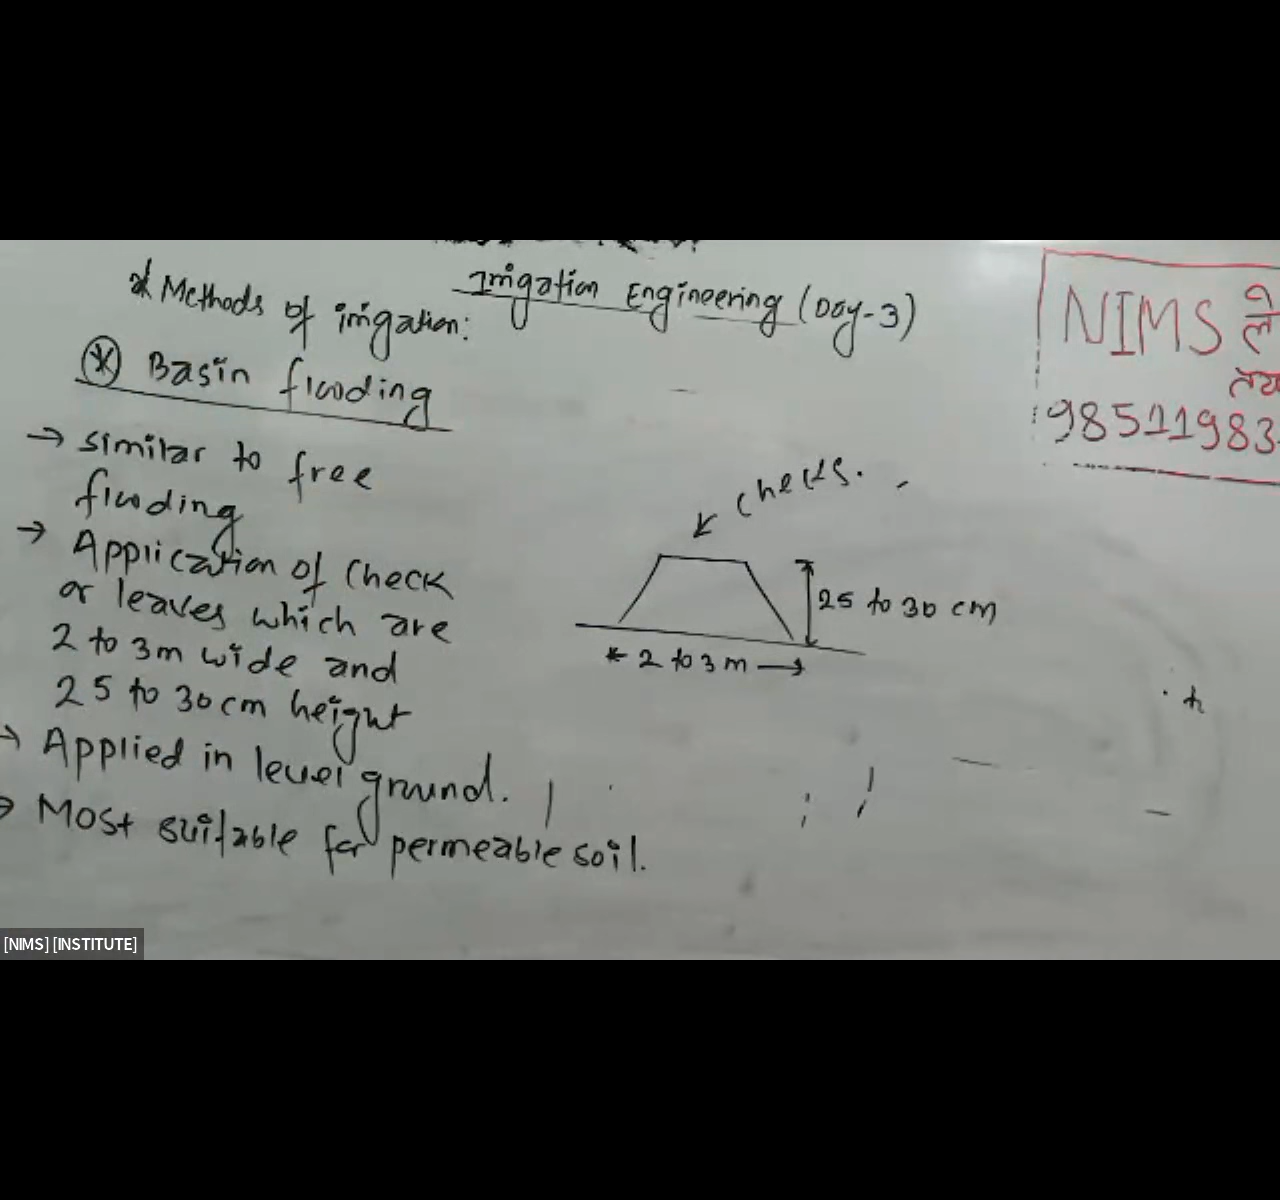 Irrigation Engineering (Day-3)
* Methods of irrigation:
* Basin flooding
→ similar to free
flooding
→ Application of check
or leaves which are
2 to 3m wide and
25 to 30 cm height
→ Applied in level ground.
→ Most suitable for permeable soil.
checks.
25 to 30 cm
2 to 3 m
NIMS ले
98511983
[NIMS] [INSTITUTE]